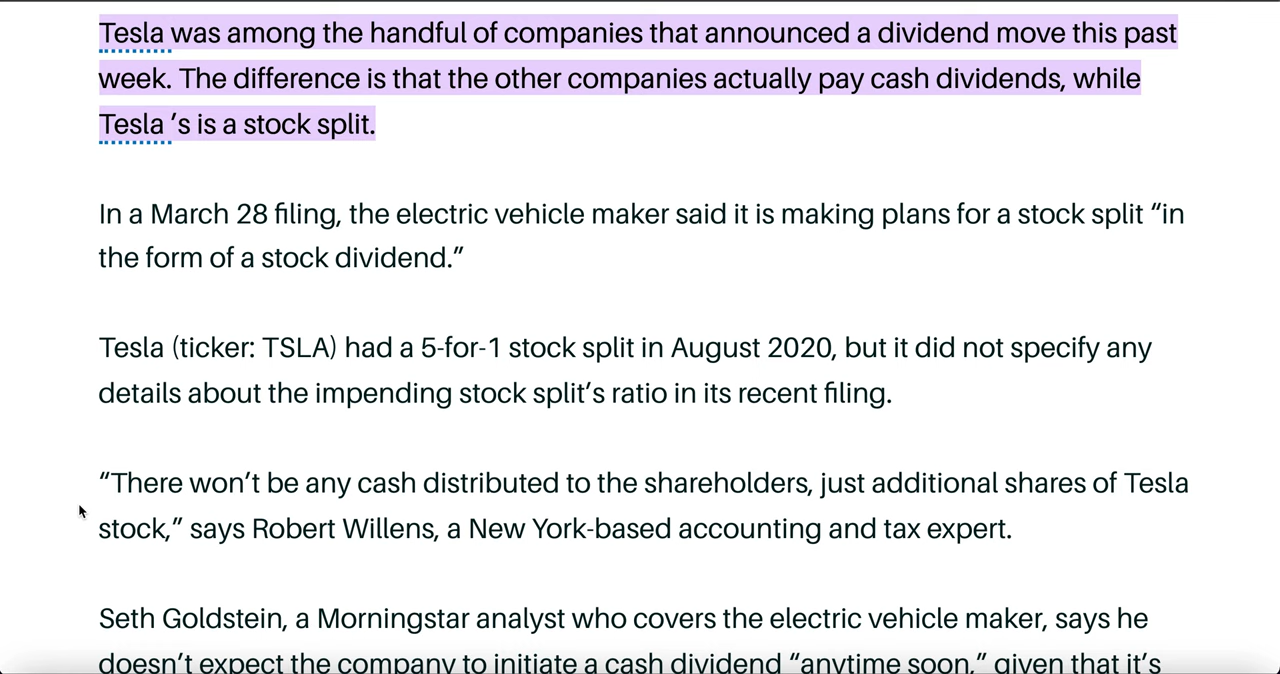 Tesla was among the handful of companies that announced a dividend move this past
week. The difference is that the other companies actually pay cash dividends, while
Tesla ’s is a stock split.
In a March 28 filing, the electric vehicle maker said it is making plans for a stock split “in
the form of a stock dividend.”
Tesla (ticker: TSLA) had a 5-for-1 stock split in August 2020, but it did not specify any
details about the impending stock split’s ratio in its recent filing.
“There won’t be any cash distributed to the shareholders, just additional shares of Tesla
stock,” says Robert Willens, a New York-based accounting and tax expert.
Seth Goldstein, a Morningstar analyst who covers the electric vehicle maker, says he
doesn’t expect the company to initiate a cash dividend “anytime soon,” given that it’s